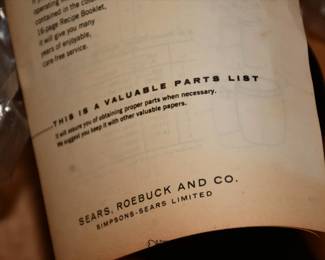 operating
contained in the
16-page Recipe Booklet,
it will give you many
years of enjoyable,
care-free service.
THIS IS A VALUABLE PARTS LIST
It will assure you of obtaining proper parts when necessary.
We suggest you keep it with other valuable papers.
SEARS, ROEBUCK AND CO.
SIMPSONS-SEARS LIMITED